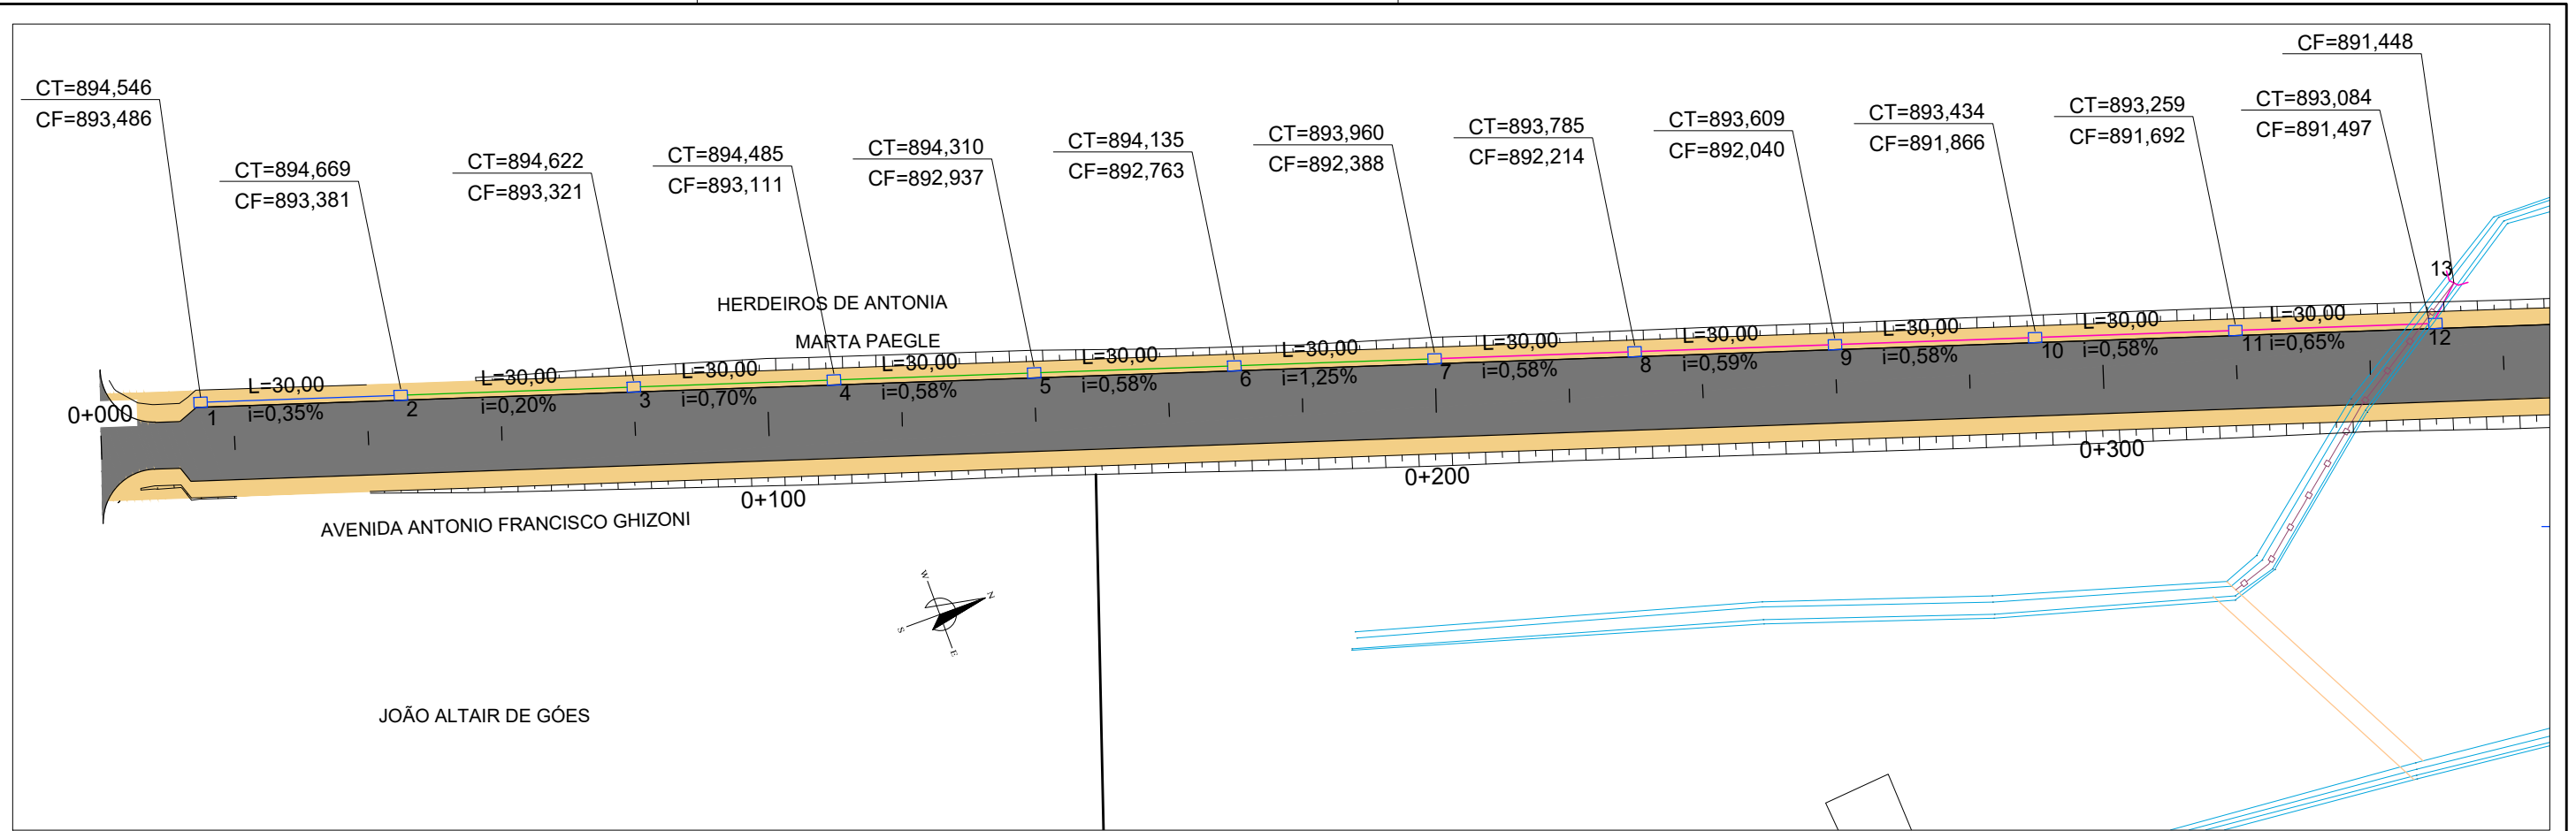 CF=891,448
CT=894,546
CF=893,486
CT=894,669
CF=893,381
CT=894,622
CF=893,321
CT=894,485
CF=893,111
CT=894,310
CF=892,937
CT=894,135
CF=892,763
CT=893,960
CF=892,388
CT=893,785
CF=892,214
CT=893,609
CF=892,040
CT=893,434
CF=891,866
CT=893,259
CF=891,692
CT=893,084
CF=891,497
13
HERDEIROS DE ANTONIA
MARTA PAEGLE
L=30,00 L=30,00 L=30,00 L=30,00 L=30,00 L=30,00 L=30,00 L=30,00 L=30,00 L=30,00 L=30,00
0+000 1 i=0,35% 2 i=0,20% 3 i=0,70% 4 i=0,58% 5 i=0,58% 6 i=1,25% 7 i=0,58% 8 i=0,59% 9 i=0,58% 10 i=0,58% 11 i=0,65% 12
0+100
0+200
0+300
AVENIDA ANTONIO FRANCISCO GHIZONI
W
N
S
E
JOÃO ALTAIR DE GÓES